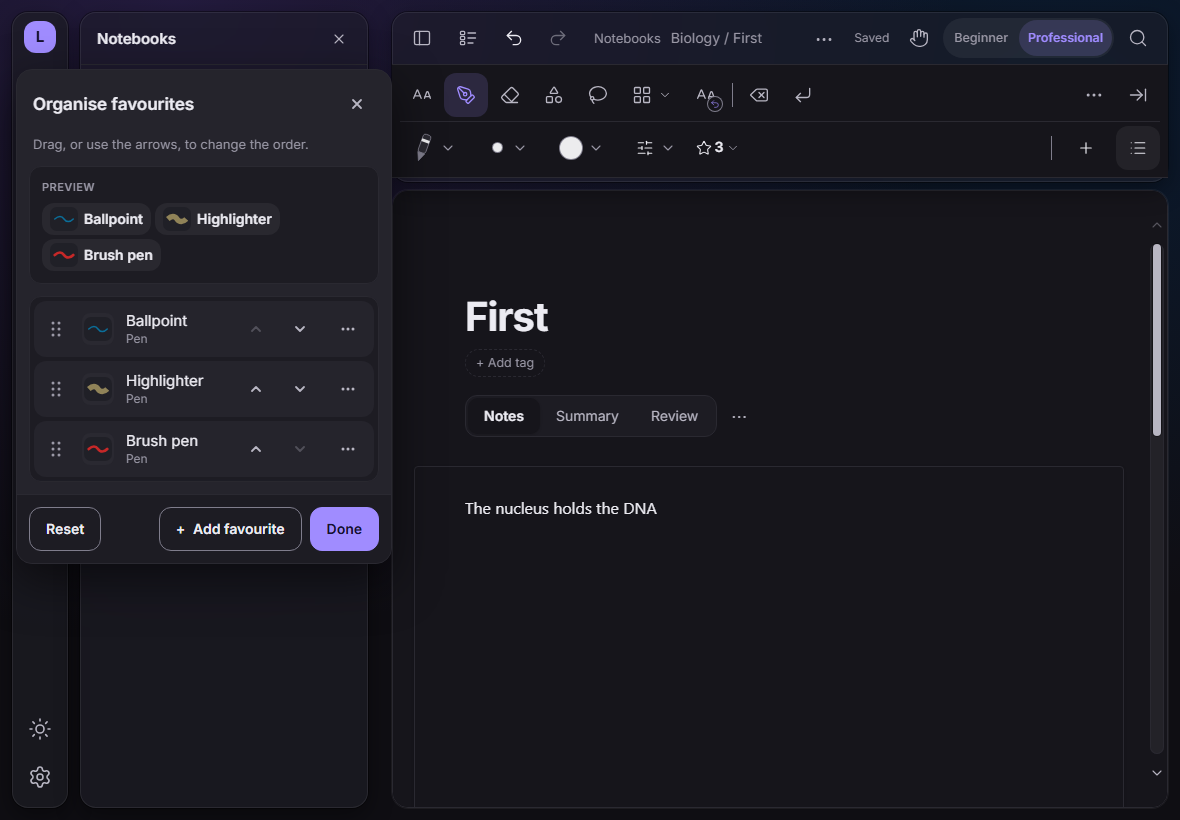 L
Notebooks
Notebooks Biology / First
Saved
Beginner
Professional
AA
AA
3
Organise favourites
Drag, or use the arrows, to change the order.
PREVIEW
Ballpoint
Highlighter
Brush pen
Ballpoint
Pen
Highlighter
Pen
Brush pen
Pen
Reset
+ Add favourite
Done
First
+ Add tag
Notes
Summary
Review
The nucleus holds the DNA